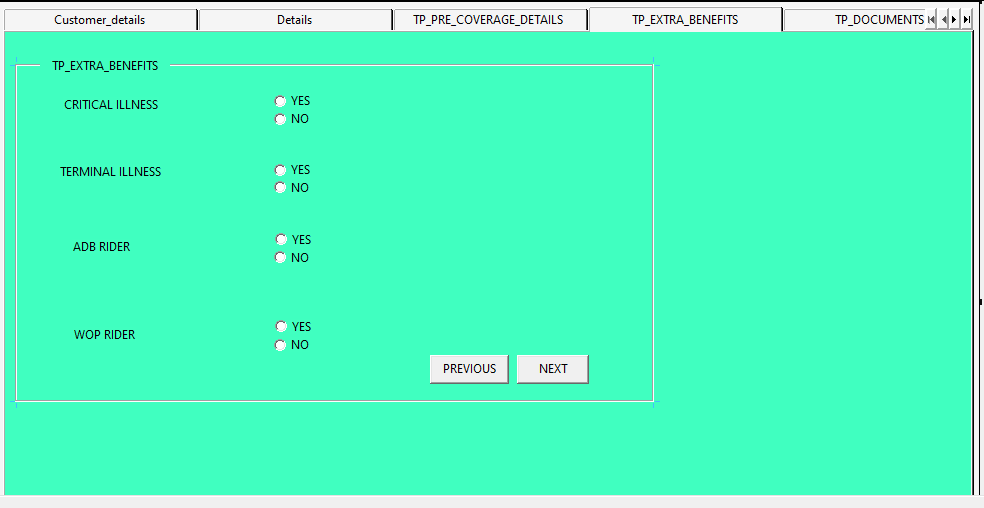 Customer_details Details TP_PRE_COVERAGE_DETAILS TP_EXTRA_BENEFITS TP_DOCUMENTS
TP_EXTRA_BENEFITS
CRITICAL ILLNESS
YES
NO
TERMINAL ILLNESS
YES
NO
ADB RIDER
YES
NO
WOP RIDER
YES
NO
PREVIOUS NEXT